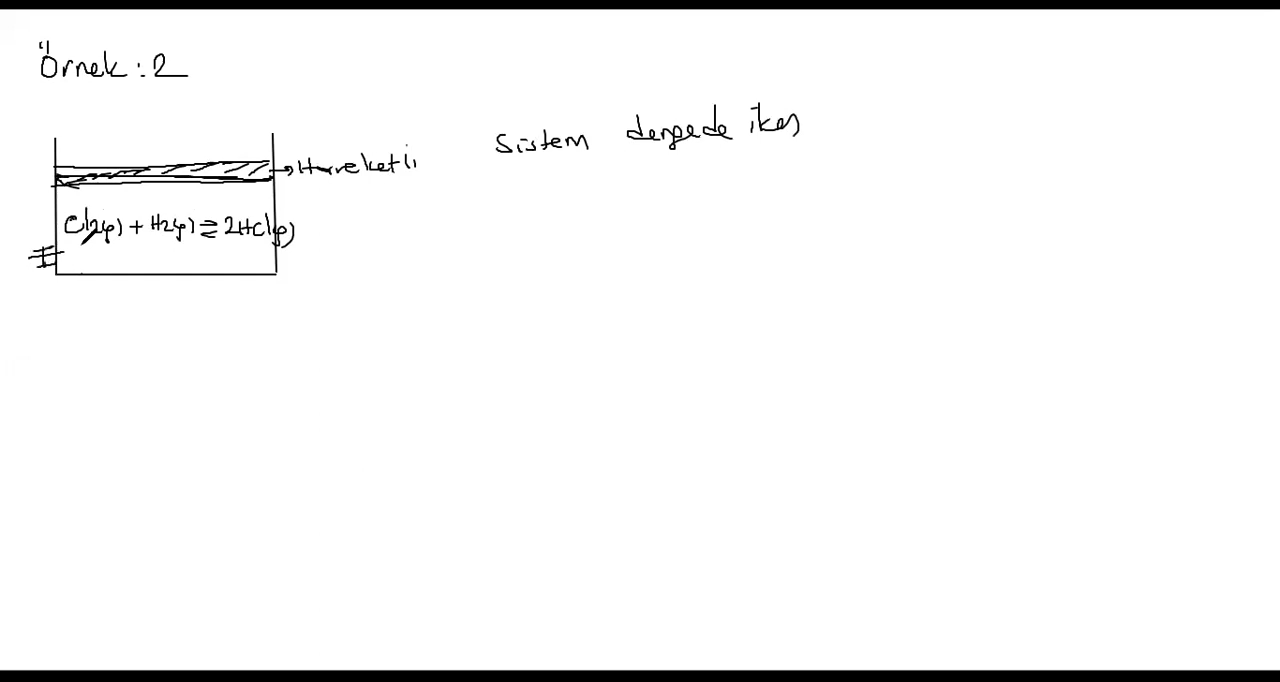 Örnek: 2
Sistem dengede iken
Hareketli
Cl2(g) + H2(g) ⇌ 2HCl(g)